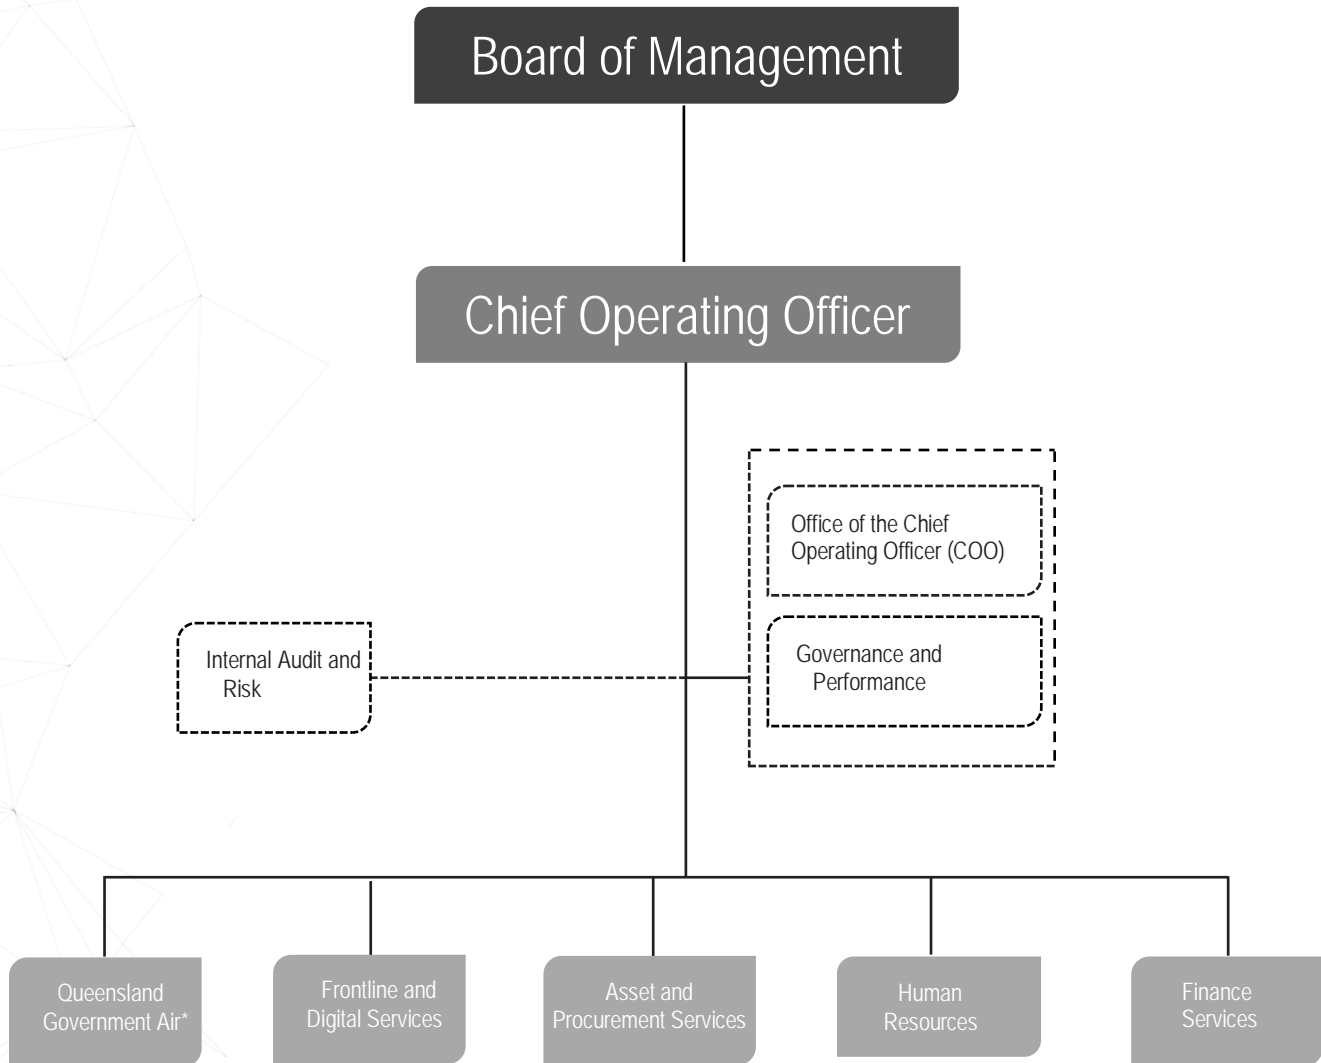 Board of Management
Chief Operating Officer
Office of the Chief
Operating Officer (COO)
Internal Audit and
Risk
Governance and
Performance
Queensland
Government Air*
Frontline and
Digital Services
Asset and
Procurement Services
Human
Resources
Finance
Services